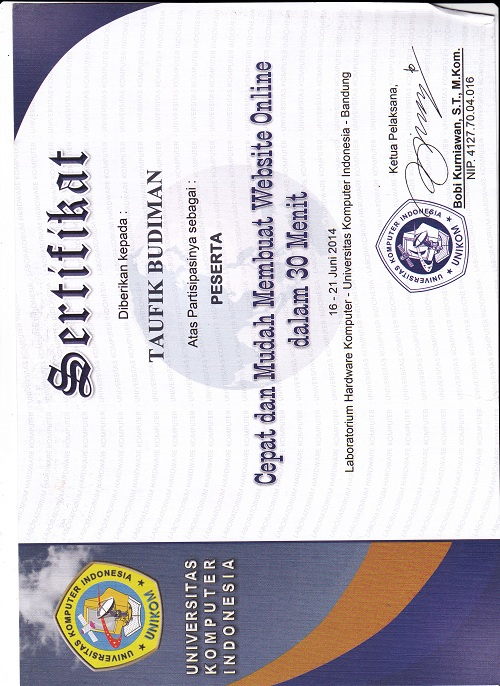 UNIVERSITAS KOMPUTER INDONESIA
UNIKOM
UNIVERSITAS
KOMPUTER
INDONESIA
Sertifikat
Diberikan kepada :
TAUFIK BUDIMAN
Atas Partisipasinya sebagai :
PESERTA
Cepat dan Mudah Membuat Website Online
dalam 30 Menit
16 - 21 Juni 2014
Laboratorium Hardware Komputer - Universitas Komputer Indonesia - Bandung
Ketua Pelaksana,
UNIVERSITAS KOMPUTER INDONESIA
UNIKOM
Bobi Kurniawan, S.T., M.Kom.
NIP. 4127.70.04.016